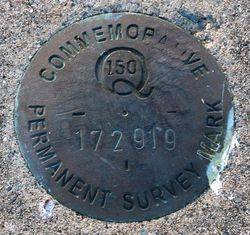 COMMEMORATIVE
Q
150
172919
PERMANENT SURVEY MARK